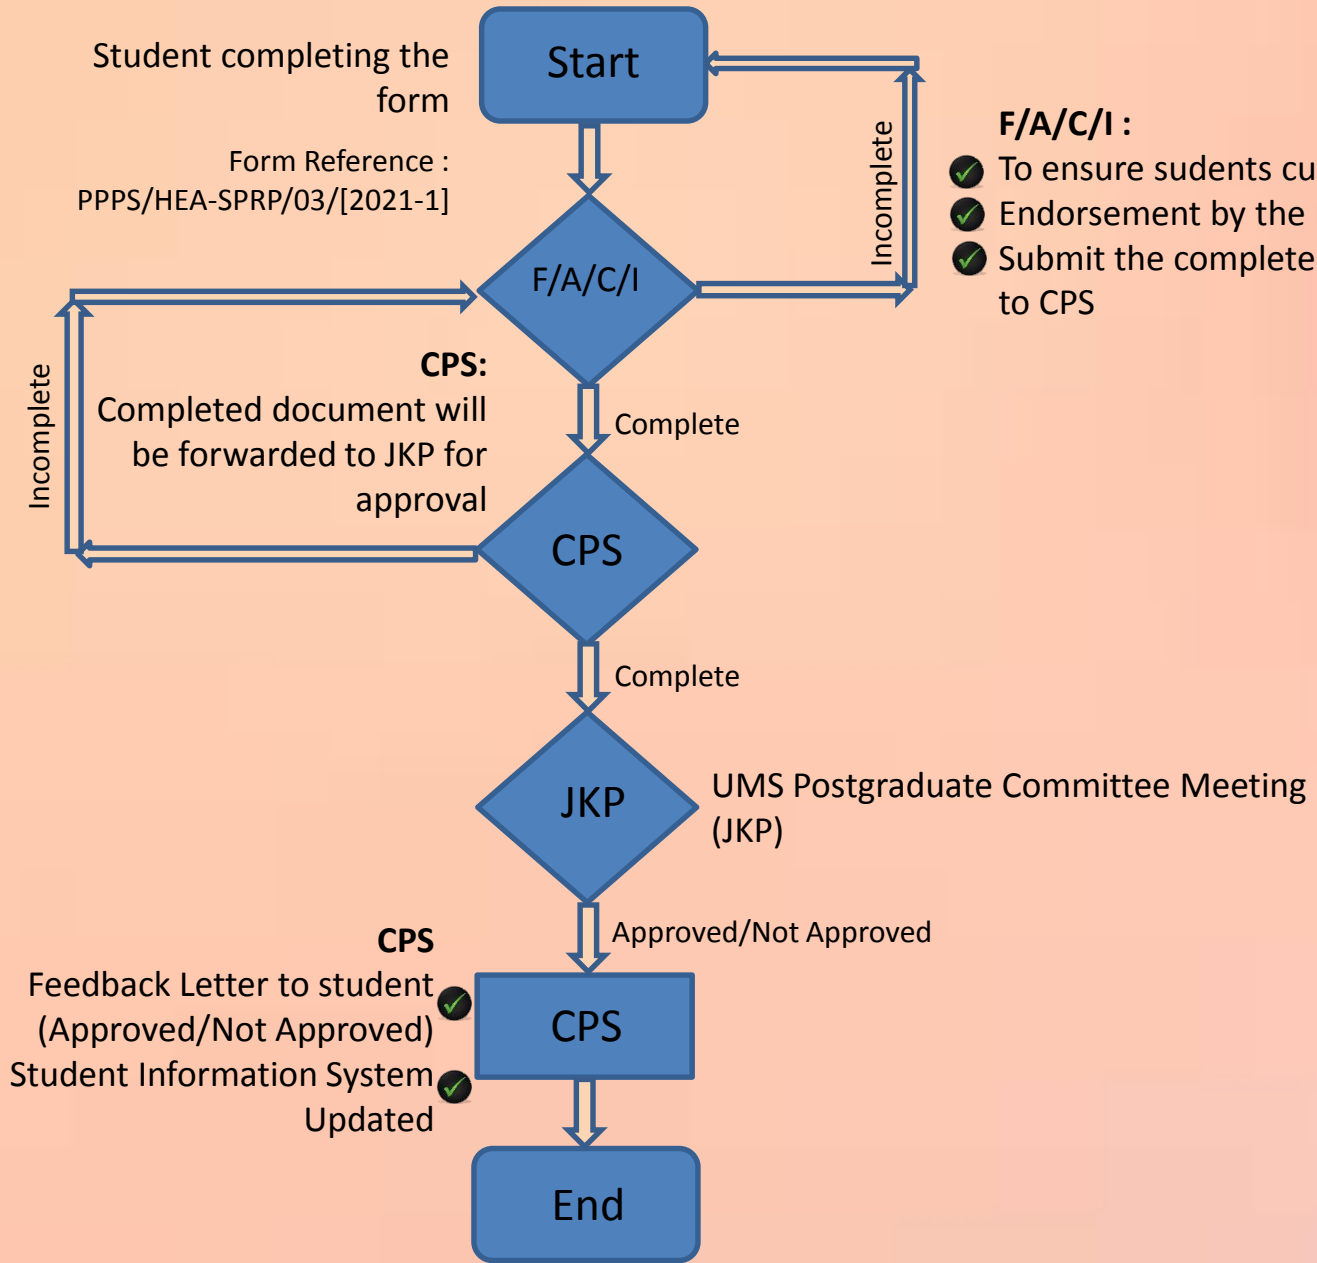 Start
Student completing the
form
Form Reference :
PPPS/HEA-SPRP/03/[2021-1]
Incomplete
F/A/C/I :
To ensure sudents cu
Endorsement by the
Submit the complete
to CPS
F/A/C/I
Incomplete
CPS:
Completed document will
be forwarded to JKP for
approval
Complete
CPS
Complete
JKP
UMS Postgraduate Committee Meeting
(JKP)
Approved/Not Approved
CPS
Feedback Letter to student
(Approved/Not Approved)
Student Information System
Updated
CPS
End